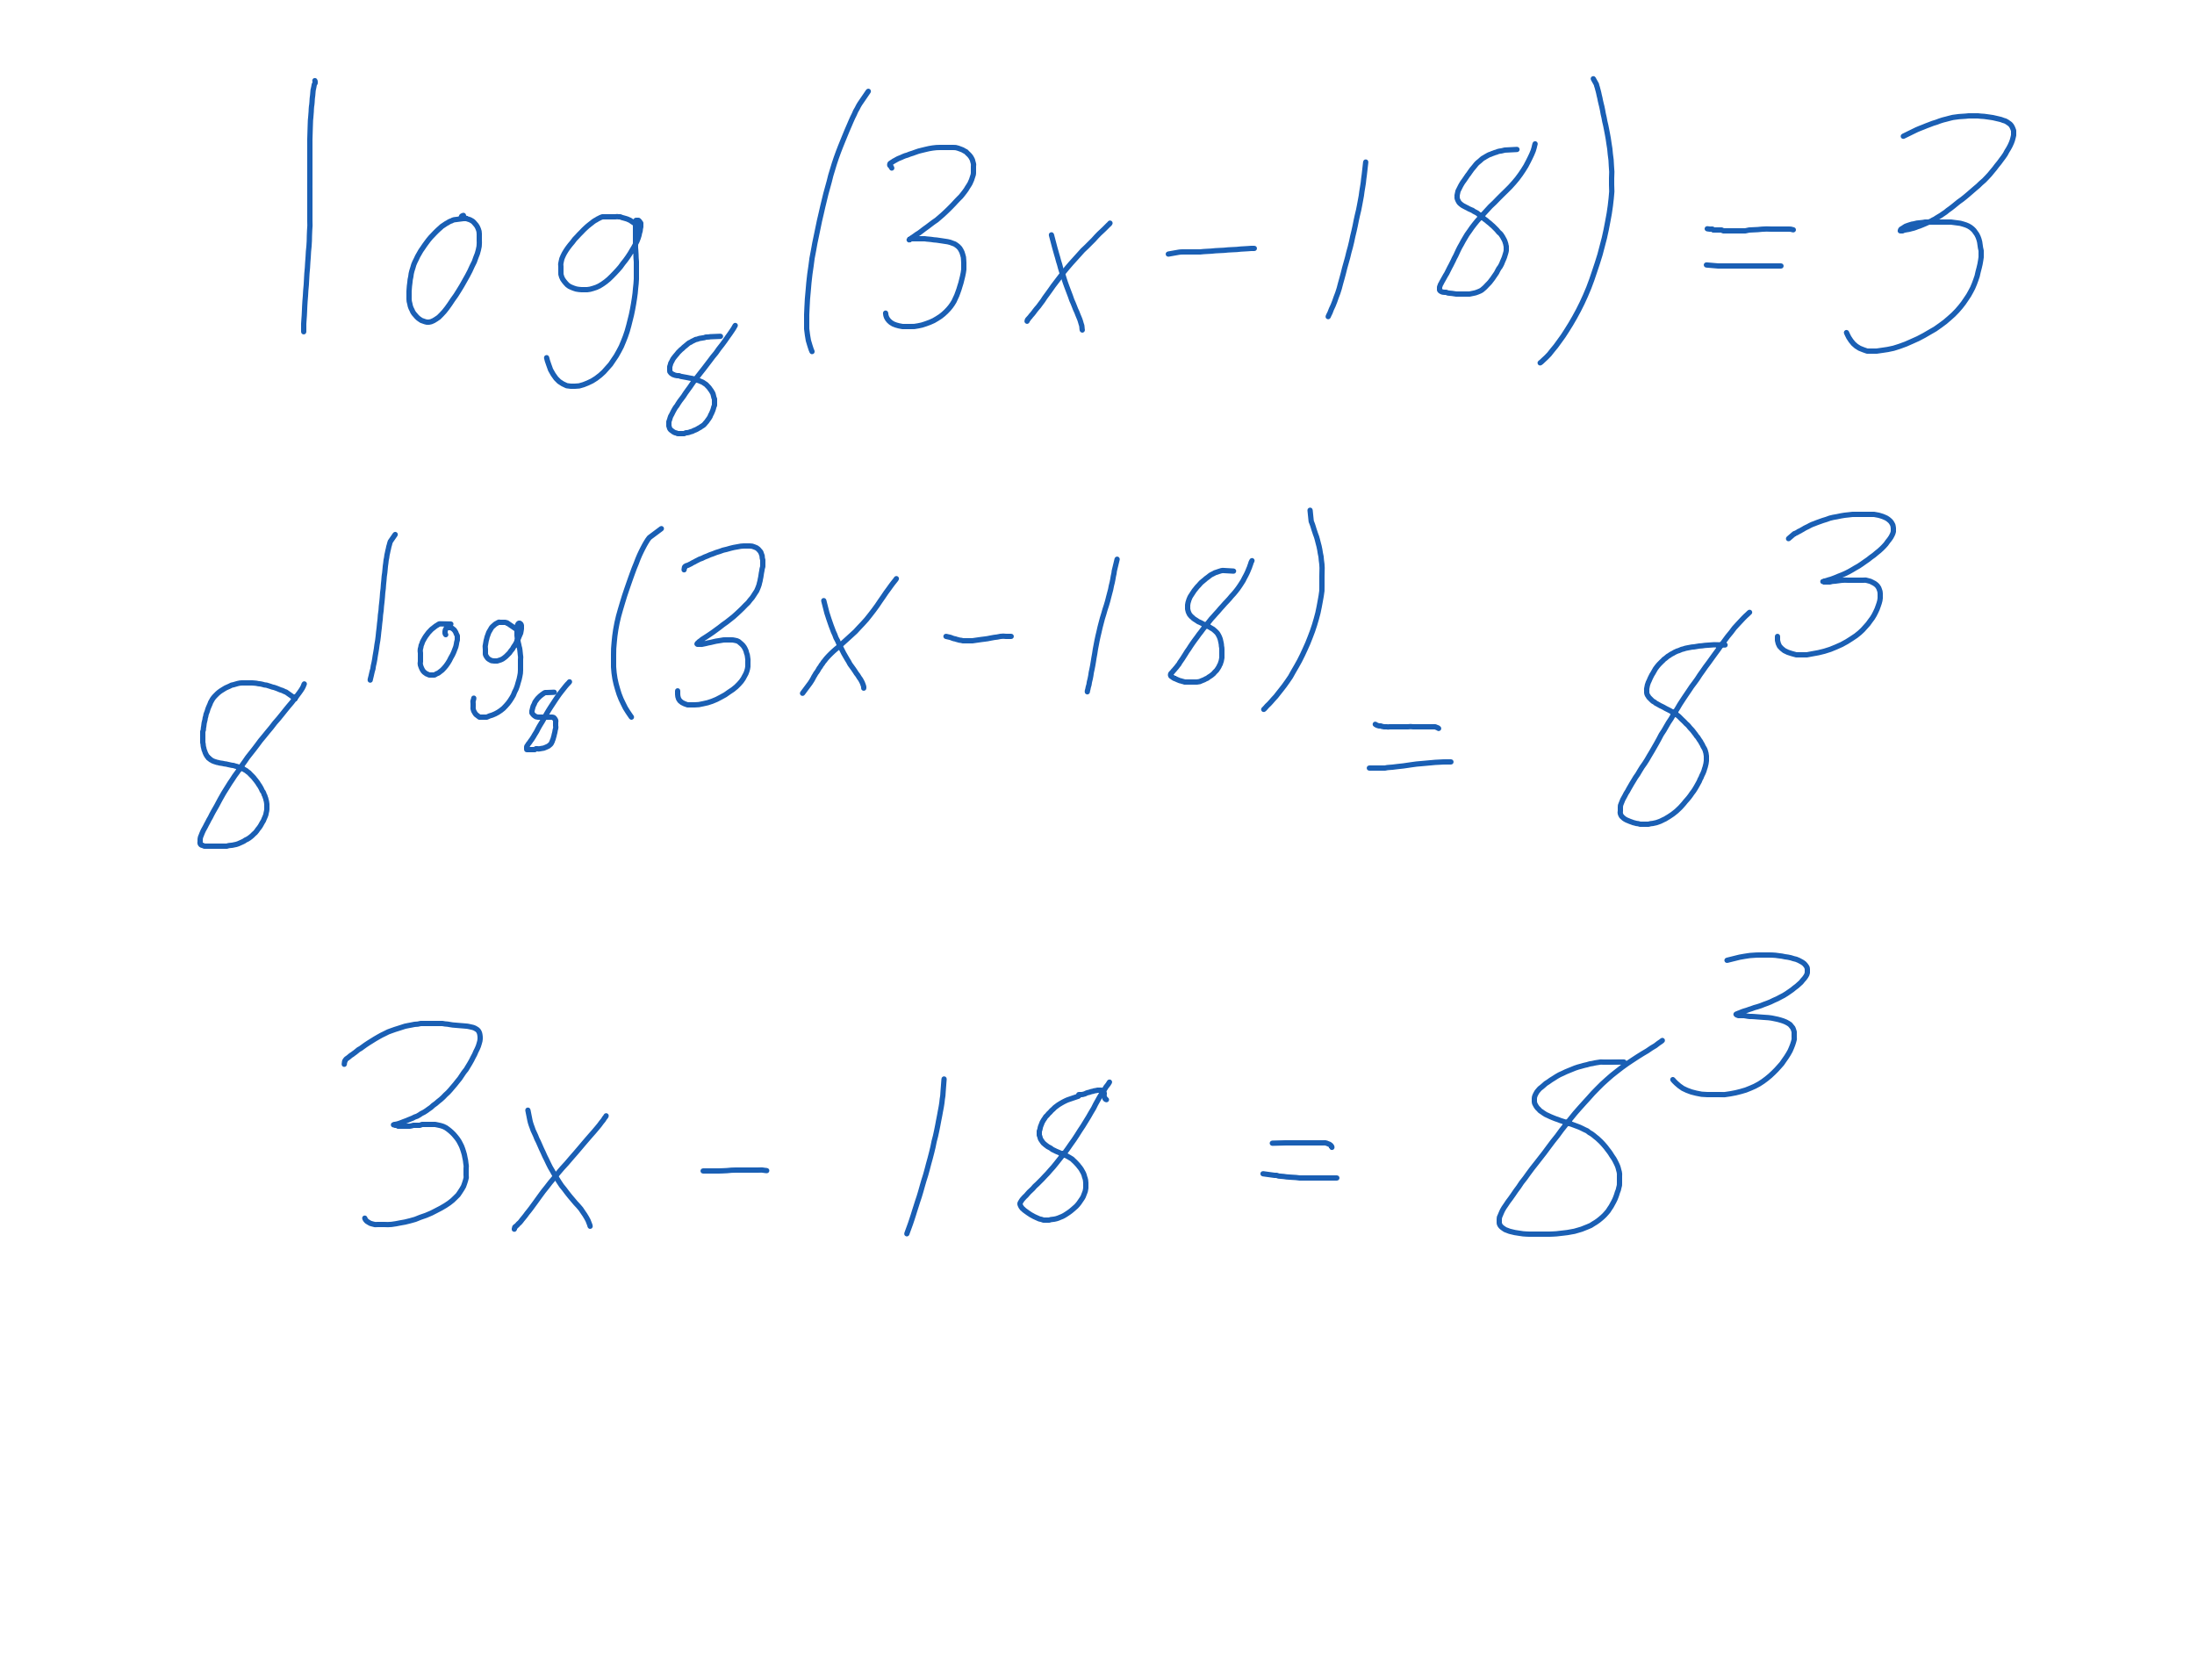 log₈(3x - 18) = 3
8^(log₈(3x - 18)) = 8³
3x - 18 = 8³